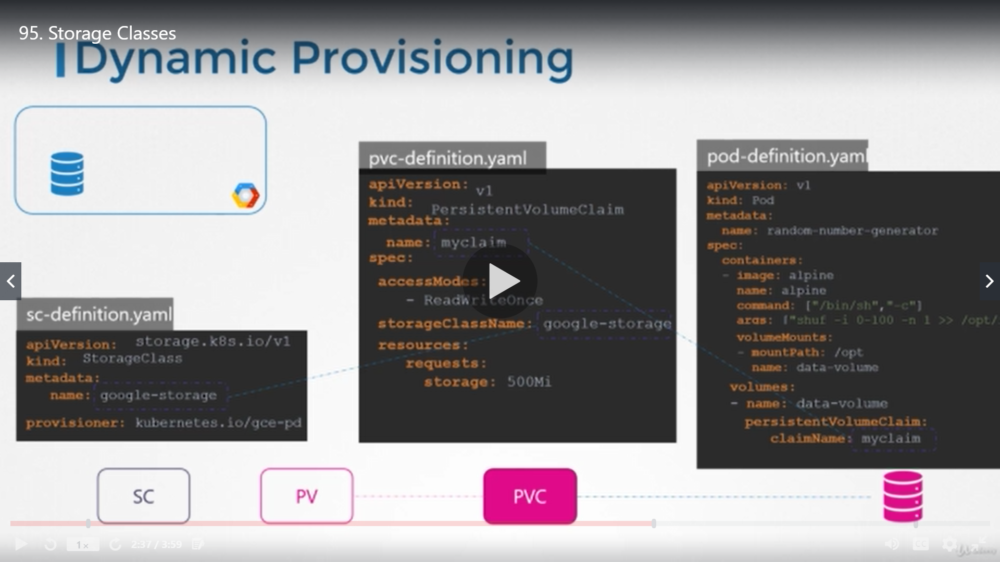 95. Storage Classes
Dynamic Provisioning
sc-definition.yaml
apiVersion: storage.k8s.io/v1
kind: StorageClass
metadata:
name: google-storage
provisioner: kubernetes.io/gce-pd
pvc-definition.yaml
apiVersion: v1
kind: PersistentVolumeClaim
metadata:
name: myclaim
spec:
accessModes:
- ReadWriteOnce
storageClassName: google-storage
resources:
requests:
storage: 500Mi
pod-definition.yaml
apiVersion: v1
kind: Pod
metadata:
name: random-number-generator
spec:
containers:
- image: alpine
name: alpine
command: ["/bin/sh","-c"]
args: ["shuf -i 0-100 -n 1 >> /opt/
volumeMounts:
- mountPath: /opt
name: data-volume
volumes:
- name: data-volume
persistentVolumeClaim:
claimName: myclaim
SC
PV
PVC
1x
2:37 / 3:59
CC